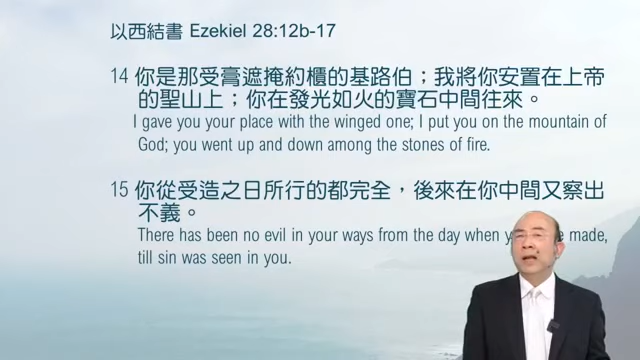 以西結書 Ezekiel 28:12b-17
14 你是那受膏遮掩約櫃的基路伯；我將你安置在上帝
的聖山上；你在發光如火的寶石中間往來。
I gave you your place with the winged one; I put you on the mountain of
God; you went up and down among the stones of fire.
15 你從受造之日所行的都完全，後來在你中間又察出
不義。
There has been no evil in your ways from the day when made,
till sin was seen in you.